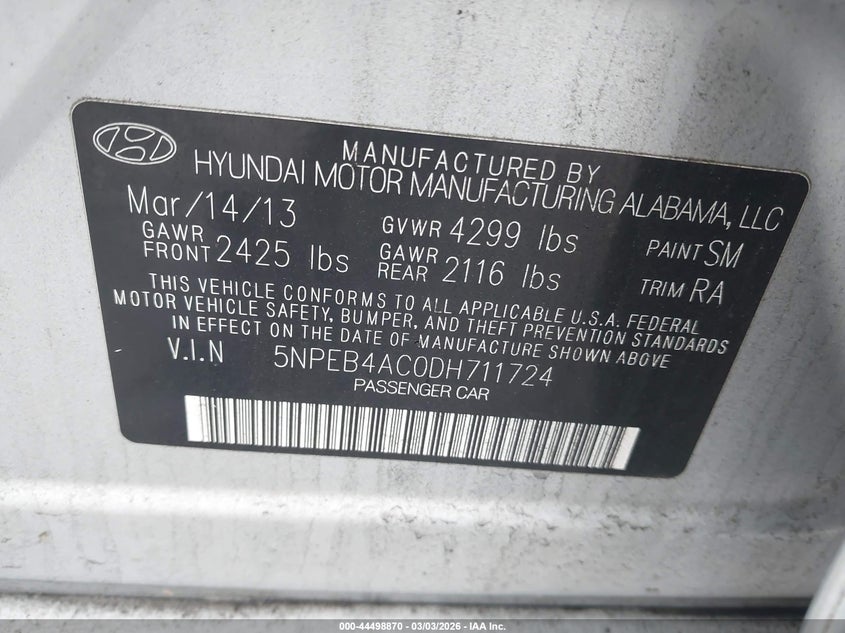 MANUFACTURED BY
HYUNDAI MOTOR MANUFACTURING ALABAMA, LLC
Mar/14/13 GVWR 4299 lbs PAINT SM
GAWR FRONT 2425 lbs GAWR REAR 2116 lbs TRIM RA
THIS VEHICLE CONFORMS TO ALL APPLICABLE U.S.A. FEDERAL
MOTOR VEHICLE SAFETY, BUMPER, AND THEFT PREVENTION STANDARDS
IN EFFECT ON THE DATE OF MANUFACTURE SHOWN ABOVE
V.I.N 5NPEB4AC0DH711724
PASSENGER CAR
000-44498870 | 03/03/2026 - IAA Inc.